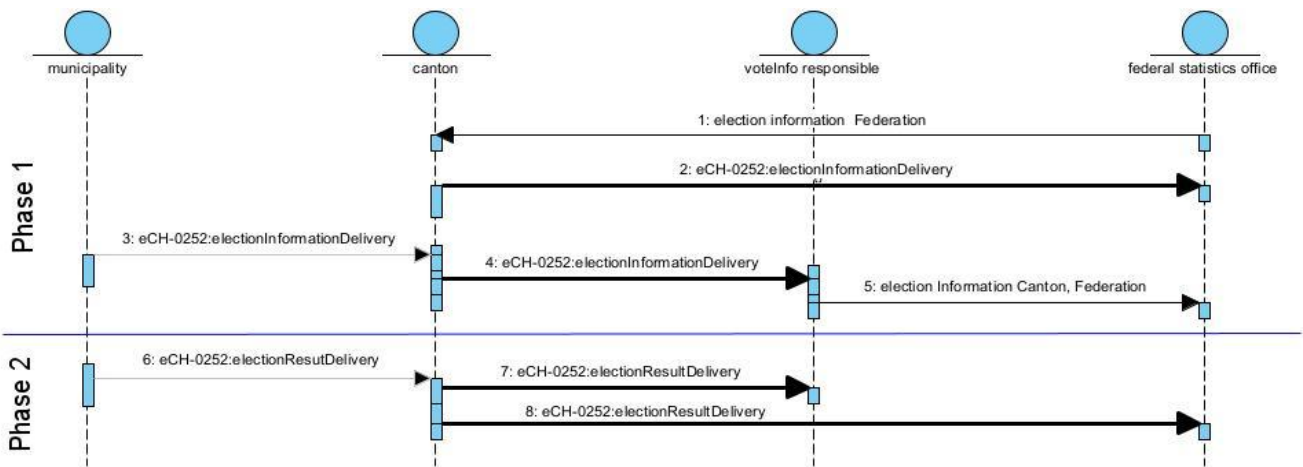 municipality
canton
voteInfo responsible
federal statistics office
Phase 1
1: election information Federation
2: eCH-0252:electionInformationDelivery
3: eCH-0252:electionInformationDelivery
4: eCH-0252:electionInformationDelivery
5: election Information Canton, Federation
Phase 2
6: eCH-0252:electionResutDelivery
7: eCH-0252:electionResultDelivery
8: eCH-0252:electionResultDelivery